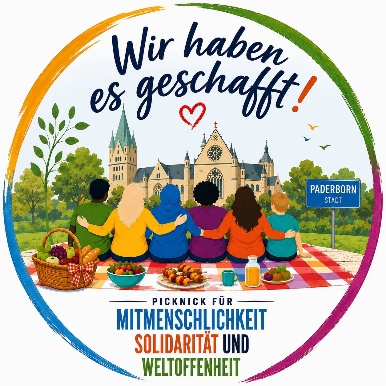 Wir haben
es geschafft!
PADERBORN
STADT
PICKNICK FÜR
MITMENSCHLICHKEIT
SOLIDARITÄT UND
WELTOFFENHEIT